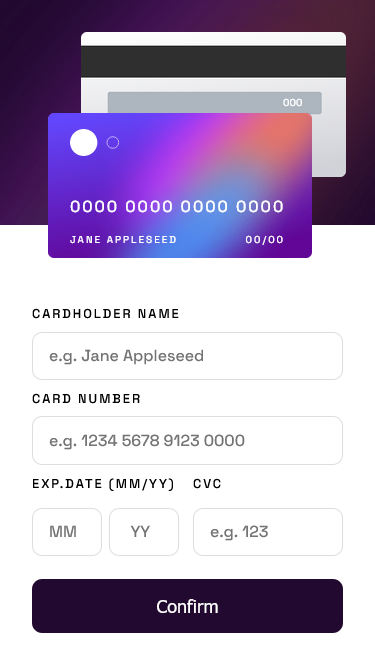 000
0000 0000 0000 0000
JANE APPLESEED 00/00
CARDHOLDER NAME
e.g. Jane Appleseed
CARD NUMBER
e.g. 1234 5678 9123 0000
EXP.DATE (MM/YY) CVC
MM YY e.g. 123
Confirm